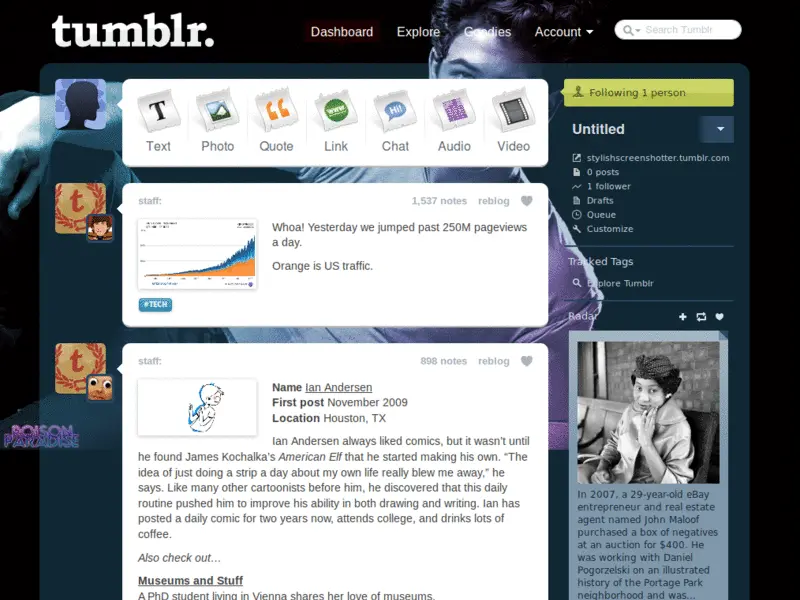 tumblr.
Dashboard
Explore
Goodies
Account
Search Tumblr
Text
Photo
Quote
Link
Chat
Audio
Video
Following 1 person
Untitled
stylishscreenshotter.tumblr.com
0 posts
1 follower
Drafts
Queue
Customize
Tracked Tags
Explore Tumblr
Radar
staff:
1,537 notes reblog
Whoa! Yesterday we jumped past 250M pageviews
a day.
Orange is US traffic.
#TECH
staff:
898 notes reblog
Name Ian Andersen
First post November 2009
Location Houston, TX
Ian Andersen always liked comics, but it wasn't until
he found James Kochalka's American Elf that he started making his own. “The
idea of just doing a strip a day about my own life really blew me away,” he
says. Like many other cartoonists before him, he discovered that this daily
routine pushed him to improve his ability in both drawing and writing. Ian has
posted a daily comic for two years now, attends college, and drinks lots of
coffee.
Also check out…
Museums and Stuff
A PhD student living in Vienna shares her love of museums.
In 2007, a 29-year-old eBay
entrepreneur and real estate
agent named John Maloof
purchased a box of negatives
at an auction for $400. He
was working with Daniel
Pogorzelski on an illustrated
history of the Portage Park
neighborhood and was...
POISON
PARADISE